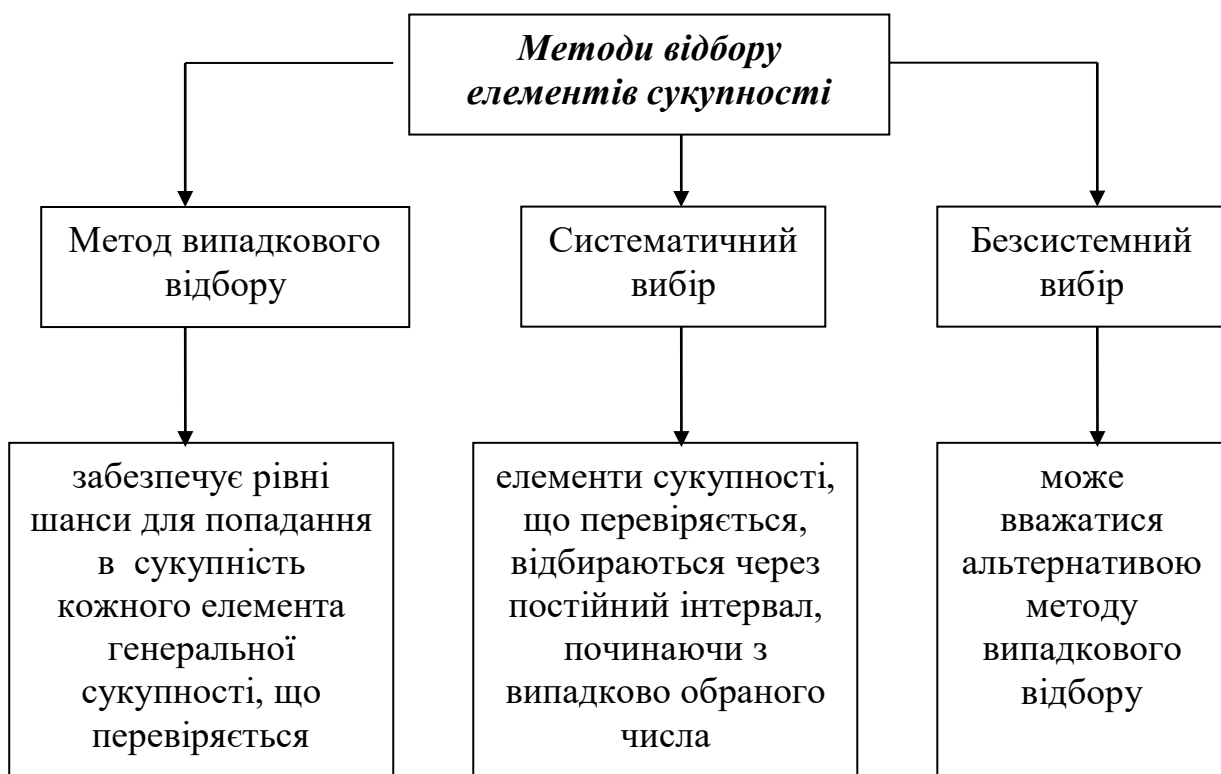 Методи відбору
елементів сукупності
Метод випадкового
відбору
Систематичний
вибір
Безсистемний
вибір
забезпечує рівні
шанси для попадання
в сукупність
кожного елемента
генеральної
сукупності, що
перевіряється
елементи сукупності,
що перевіряється,
відбираються через
постійний інтервал,
починаючи з
випадково обраного
числа
може
вважатися
альтернативою
методу
випадкового
відбору